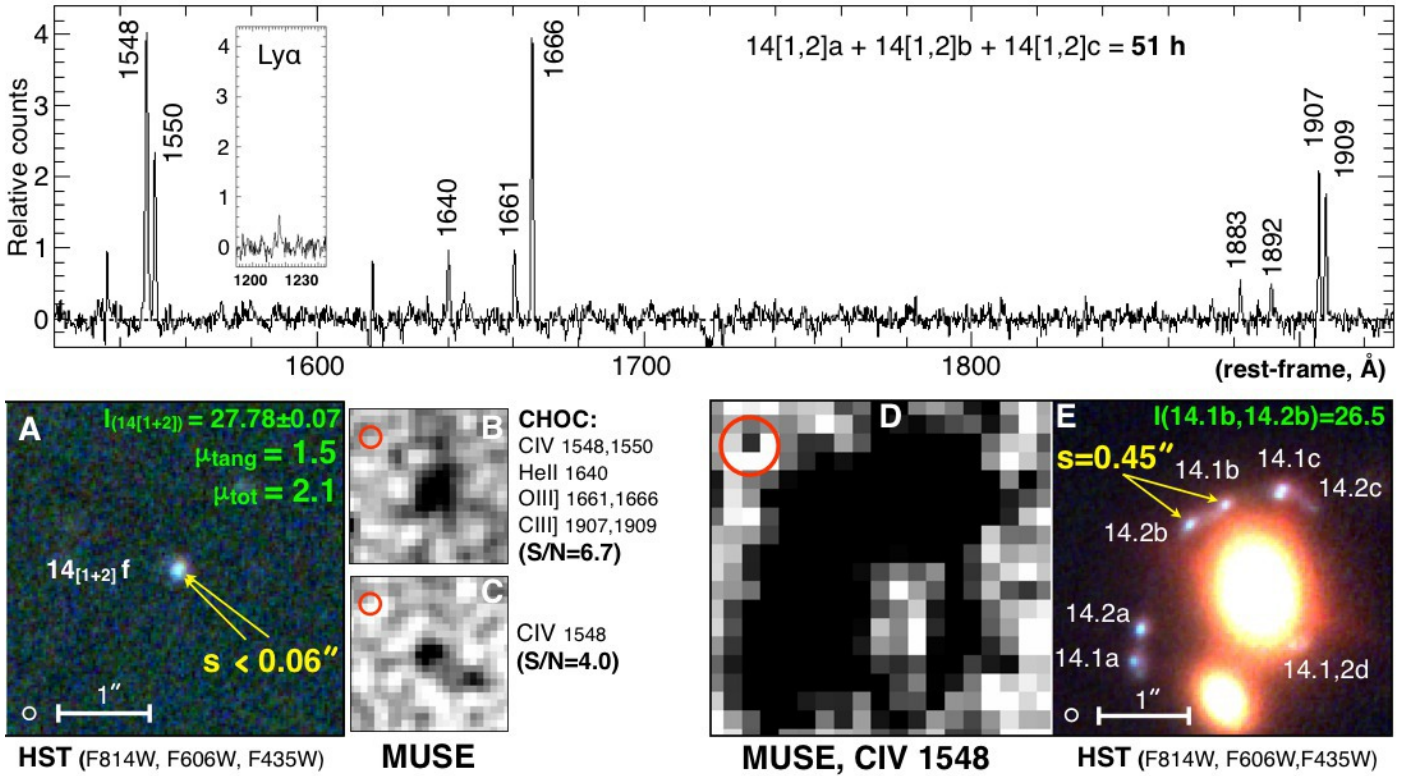 4
3
2
1
0
Relative counts
1548
1550
4
3
2
1
0
Lyα
1200 1230
1640
1661
1666
14[1,2]a + 14[1,2]b + 14[1,2]c = 51 h
1883
1892
1907
1909
1600
1700
1800
(rest-frame, Å)
A
I(14[1+2]) = 27.78±0.07
μtang = 1.5
μtot = 2.1
14[1+2] f
s < 0.06″
1″
HST (F814W, F606W, F435W)
B
C
MUSE
CHOC:
CIV 1548,1550
HeII 1640
OIII] 1661,1666
CIII] 1907,1909
(S/N=6.7)
CIV 1548
(S/N=4.0)
D
MUSE, CIV 1548
E
I(14.1b,14.2b)=26.5
s=0.45″
14.1b
14.1c
14.2c
14.2b
14.2a
14.1a
14.1,2d
1″
HST (F814W, F606W,F435W)